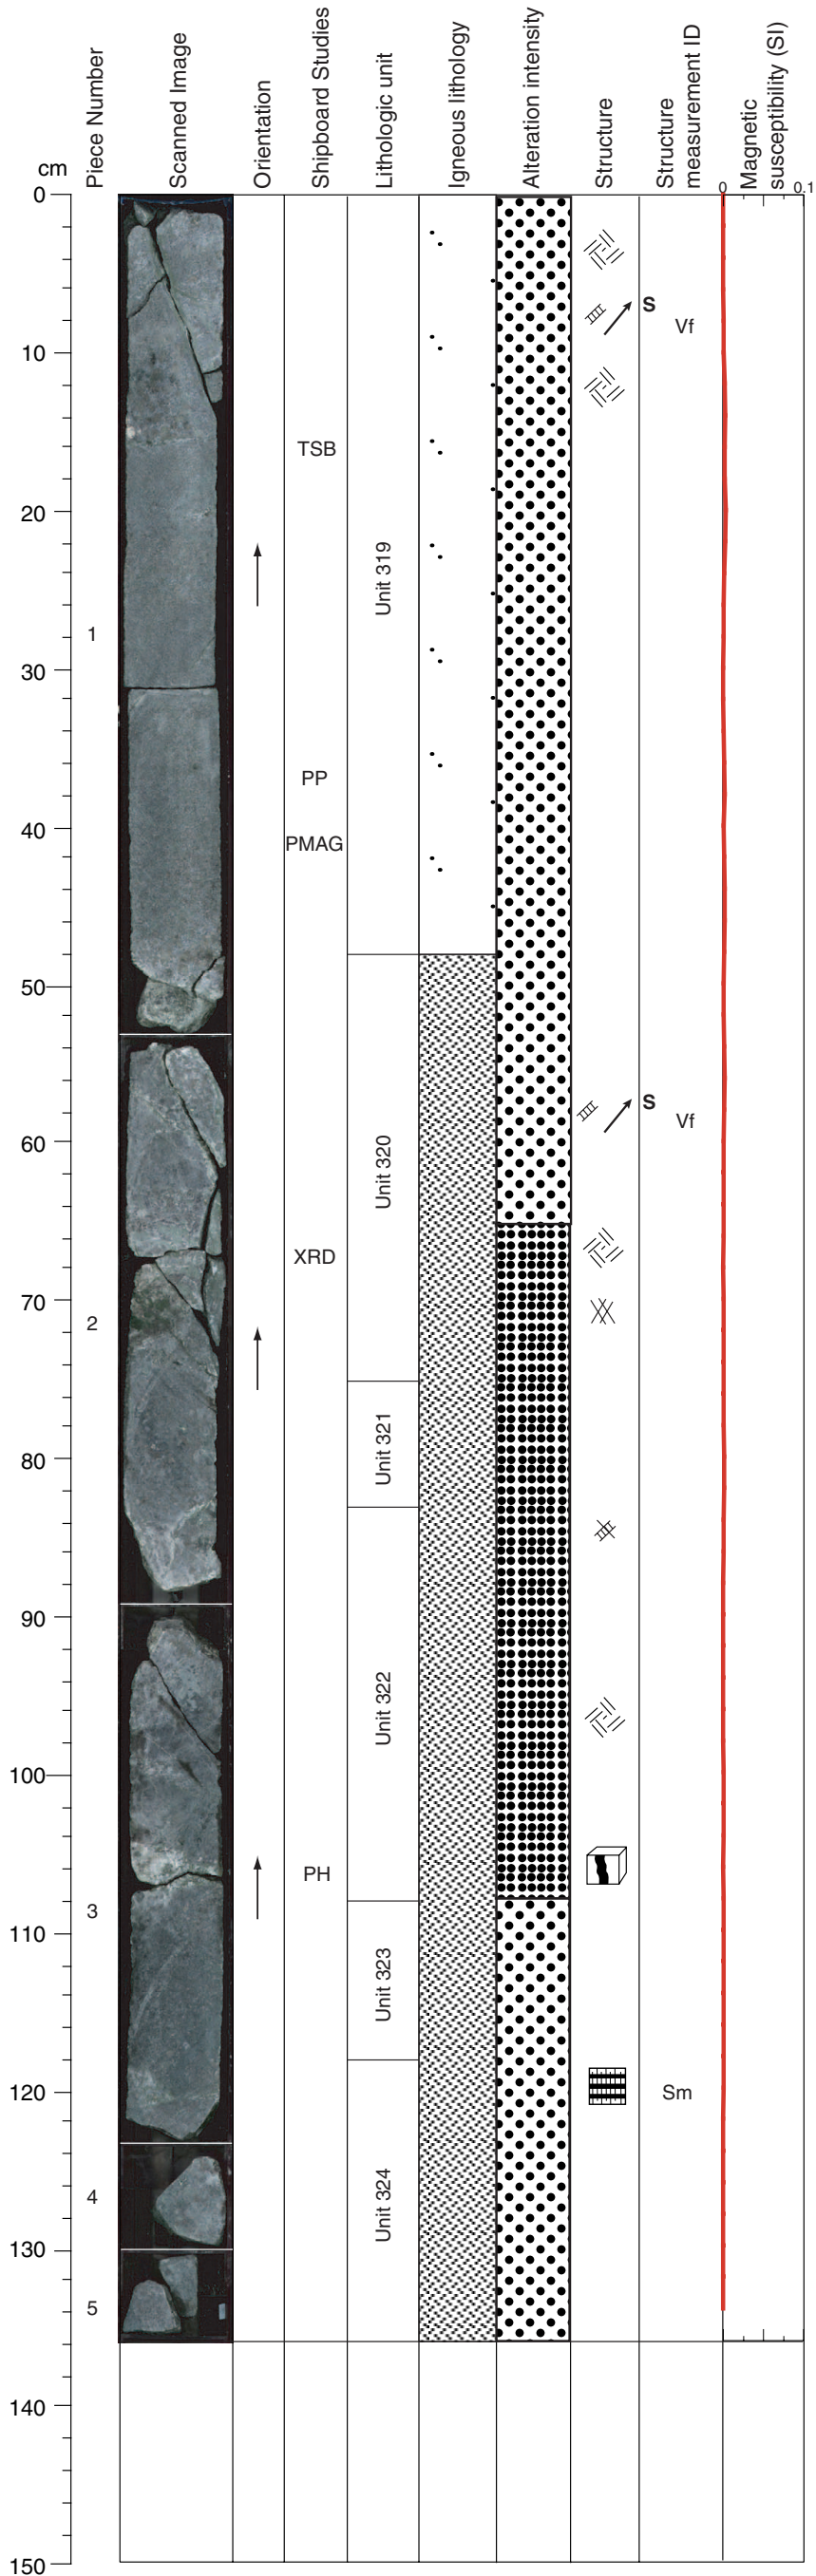 cm
Piece Number
Scanned Image
Orientation
Shipboard Studies
Lithologic unit
Igneous lithology
Alteration intensity
Structure
Structure
measurement ID
Magnetic
susceptibility (SI)
0
0.1
0
S
Vf
10
TSB
20
Unit 319
1
30
PP
40
PMAG
50
S
Vf
60
Unit 320
XRD
70
2
Unit 321
80
90
Unit 322
100
PH
3
110
Unit 323
120
Sm
4
Unit 324
130
5
140
150